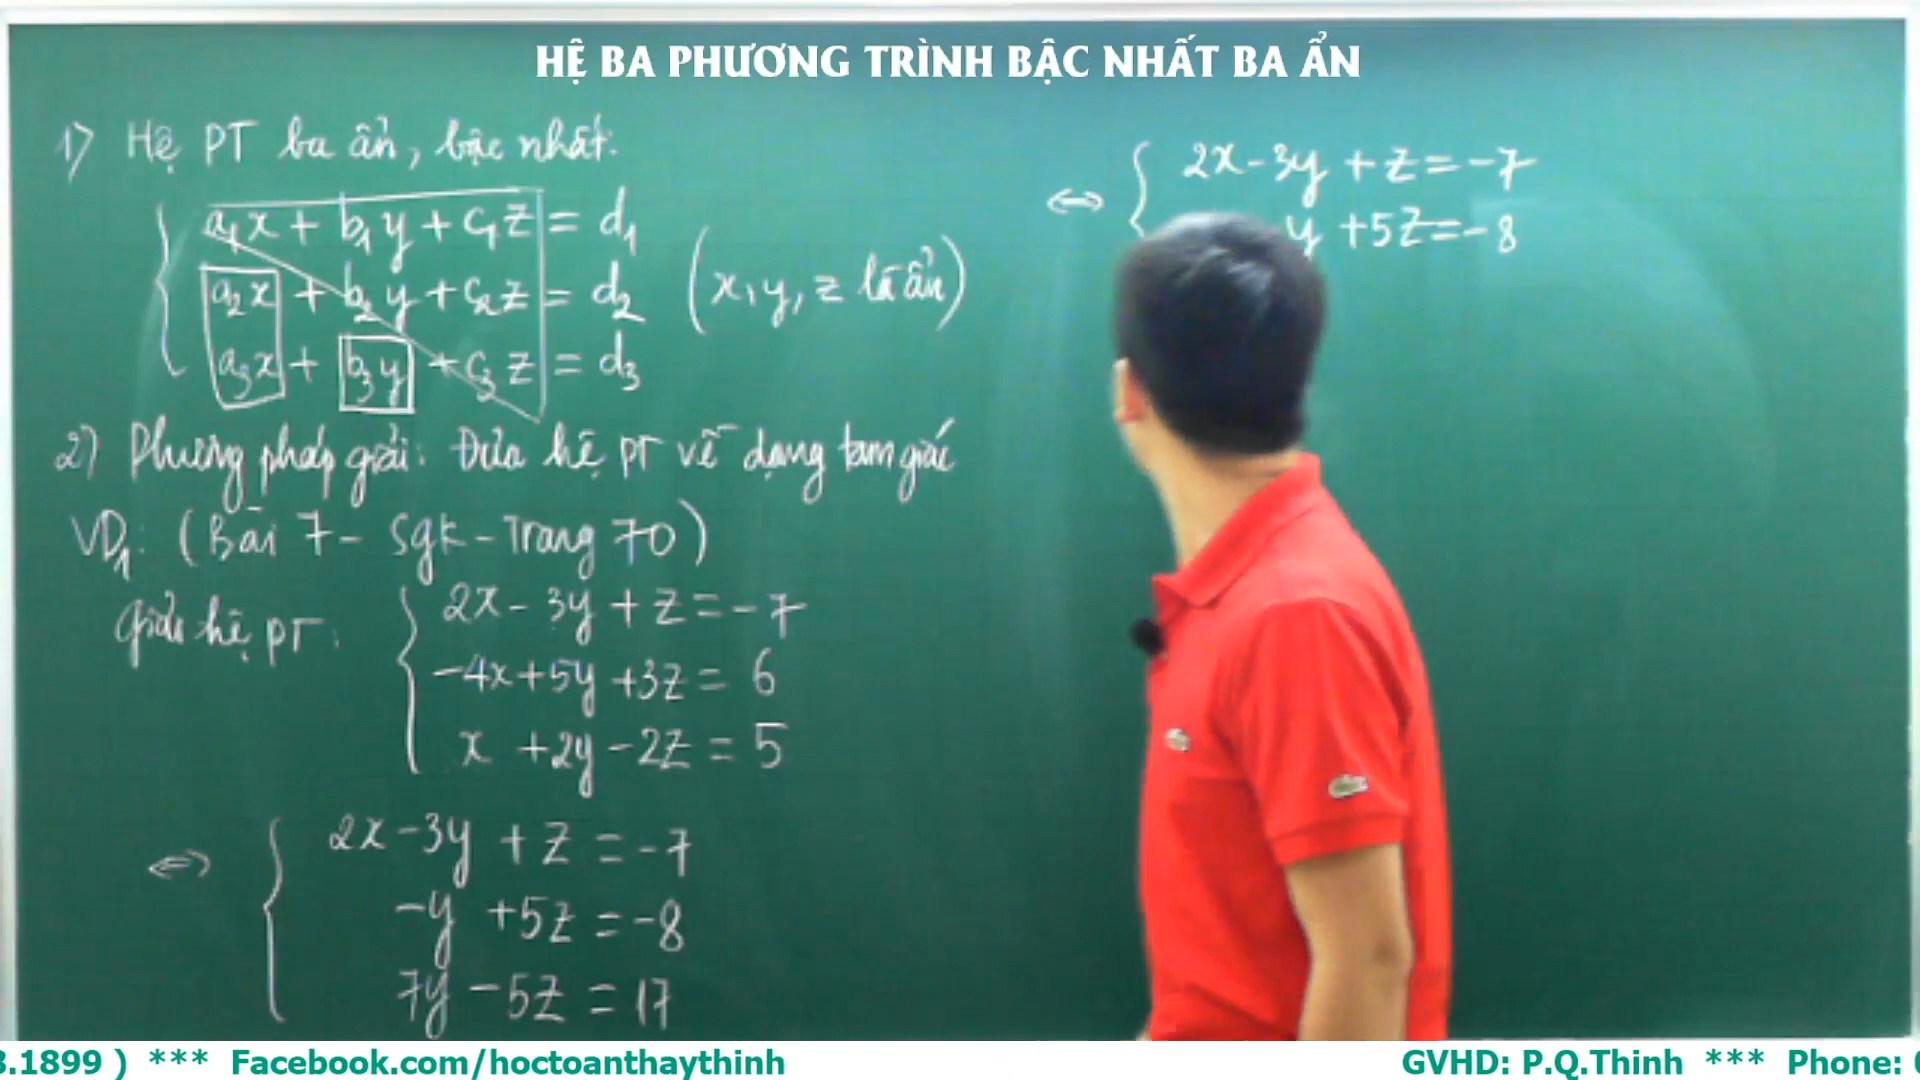 HỆ BA PHƯƠNG TRÌNH BẬC NHẤT BA ẨN
1) Hệ PT ba ẩn, bậc nhất:
a₁x + b₁y + c₁z = d₁
a₂x + b₂y + c₂z = d₂ (x, y, z là ẩn)
a₃x + b₃y + c₃z = d₃
2) Phương pháp giải: Đưa hệ PT về dạng tam giác
VD₁: (Bài 7 - SgK - Trang 70)
Giải hệ PT:
2x - 3y + z = -7
-4x + 5y + 3z = 6
x + 2y - 2z = 5
⇔
2x - 3y + z = -7
-y + 5z = -8
7y - 5z = 17
⇔
2x - 3y + z = -7
y + 5z = -8
3.1899 ) *** Facebook.com/hoctoanthaythinh GVHD: P.Q.Thinh *** Phone: